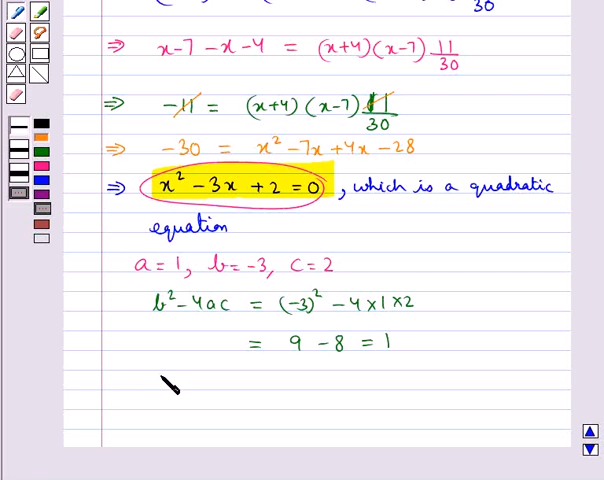 30
⇒ x-7 -x-4 = (x+4)(x-7) 11/30
⇒ -11 = (x+4)(x-7) 11/30
⇒ -30 = x² -7x +4x -28
⇒ x² -3x +2 =0, which is a quadratic
equation
a=1, b=-3, c=2
b²-4ac = (-3)² -4×1×2
= 9 -8 = 1